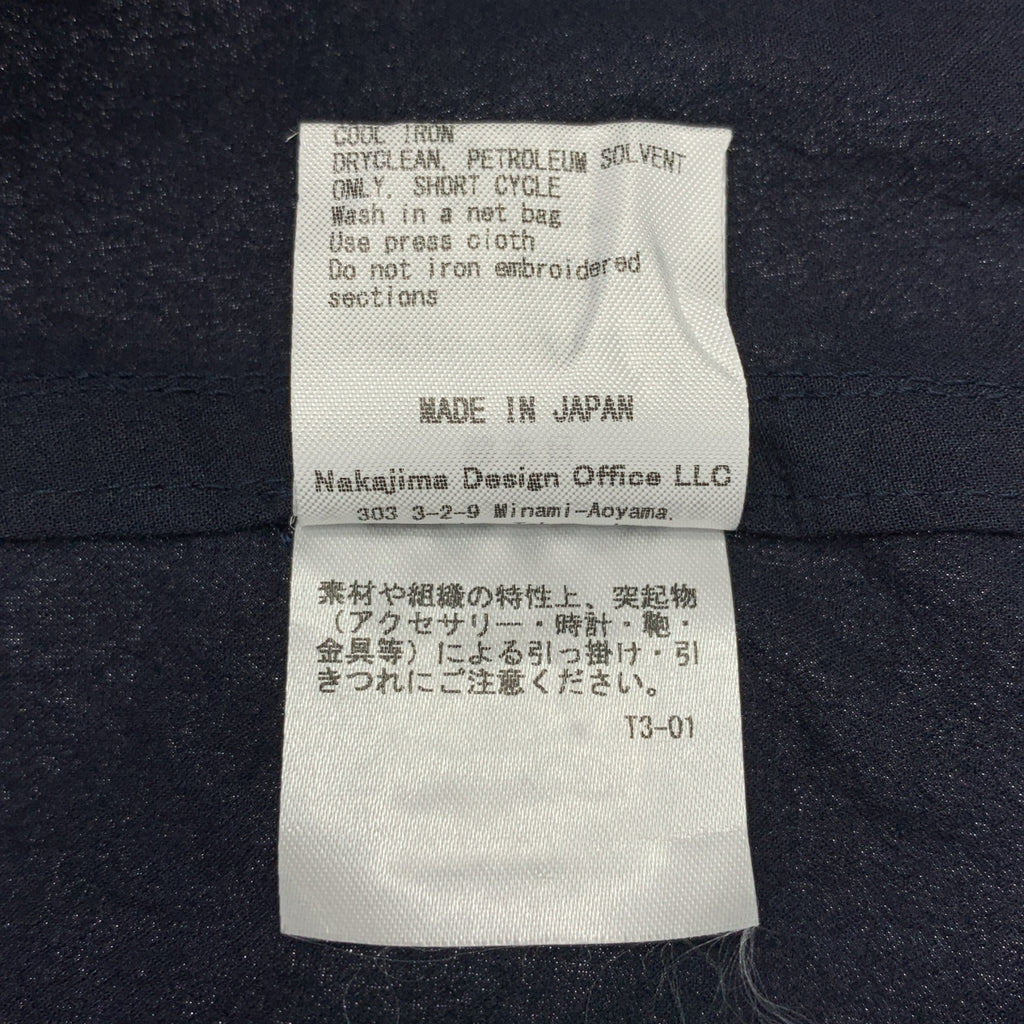 COOL IRON
DRYCLEAN, PETROLEUM SOLVENT
ONLY, SHORT CYCLE
Wash in a net bag
Use press cloth
Do not iron embroidered
sections
MADE IN JAPAN
Nakajima Design Office LLC
303 3-2-9 Minami-Aoyama,
素材や組織の特性上、突起物
（アクセサリー・時計・鞄・
金具等）による引っ掛け・引
きつれにご注意ください。
T3-01